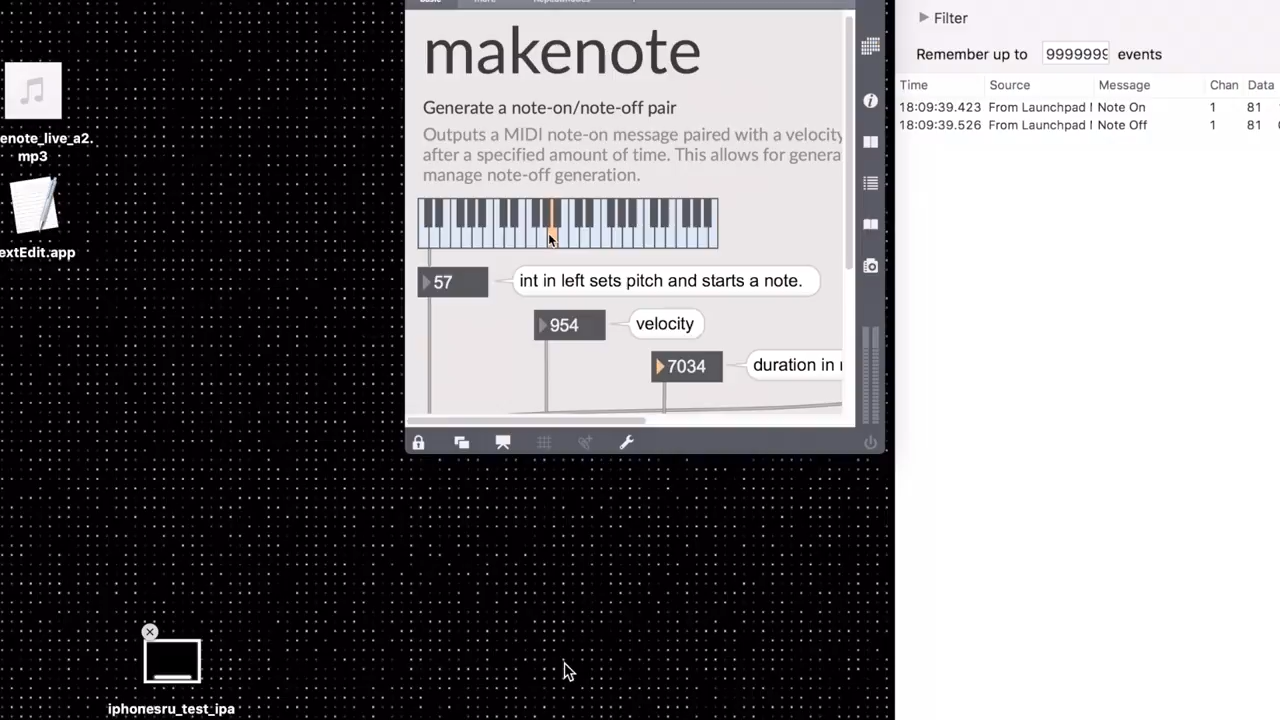 Filter
makenote
Remember up to 9999999 events
Time Source Message Chan Data
Generate a note-on/note-off pair
18:09:39.423 From Launchpad Note On 1 81
18:09:39.526 From Launchpad Note Off 1 81
Outputs a MIDI note-on message paired with a velocity
after a specified amount of time. This allows for genera
manage note-off generation.
enote_live_a2.
mp3
extEdit.app
57 int in left sets pitch and starts a note.
954 velocity
7034 duration in
iphonesru_test_ipa